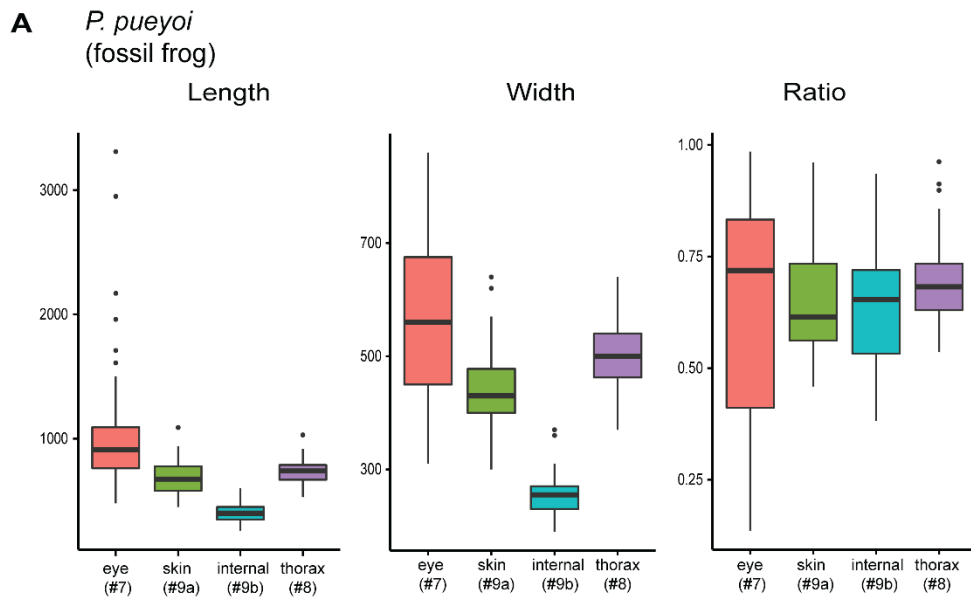 A
P. pueyoi
(fossil frog)
Length
3000
2000
1000
eye skin internal thorax
(#7) (#9a) (#9b) (#8)
Width
700
500
300
eye skin internal thorax
(#7) (#9a) (#9b) (#8)
Ratio
1.00
0.75
0.50
0.25
eye skin internal thorax
(#7) (#9a) (#9b) (#8)